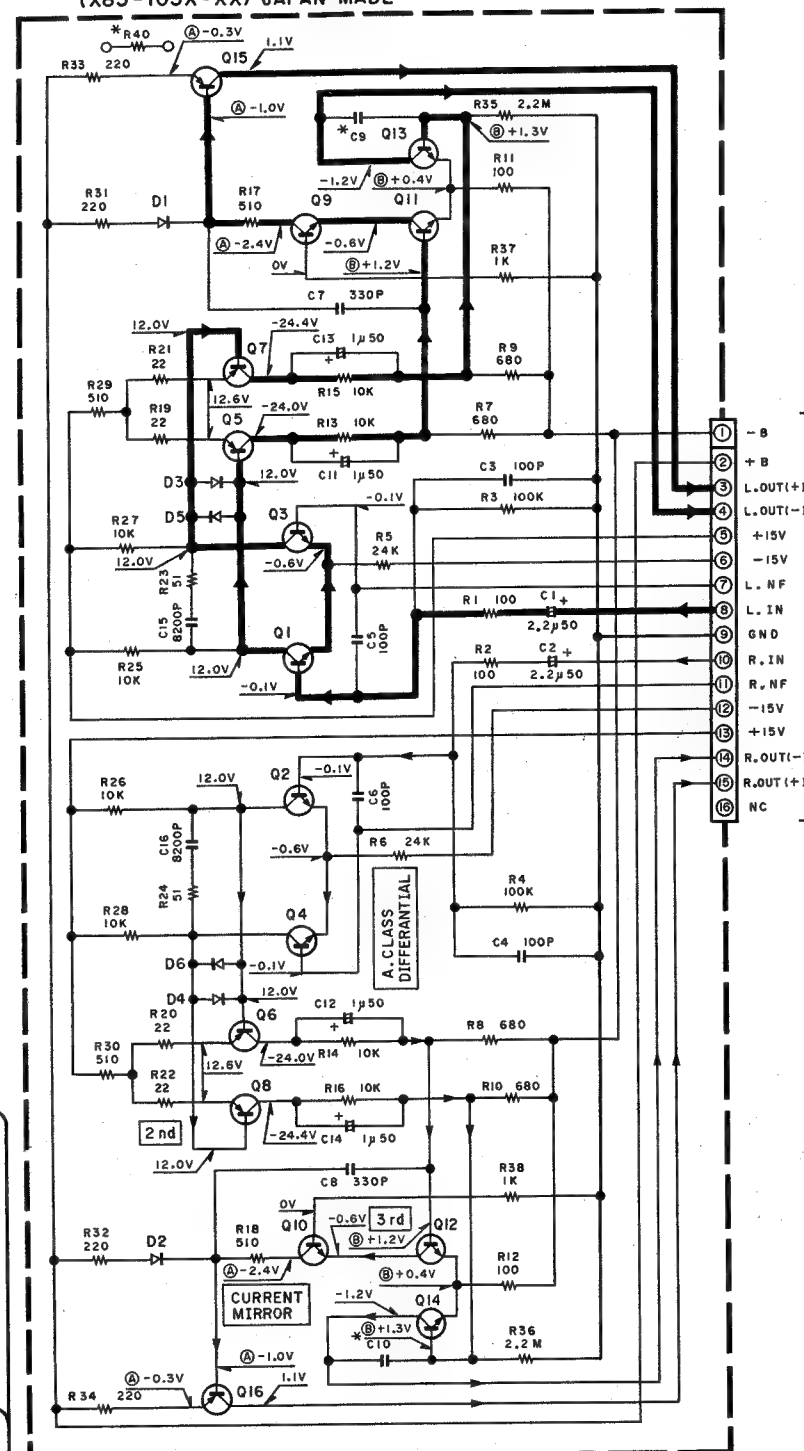 (X85-103X-XX) JAPAN MADE
*R40
Ⓐ-0.3V
1.1V
R33 220
Q15
Ⓐ-1.0V
*C9
Q13
R35 2.2M
Ⓑ+1.3V
R11
100
-1.2V
Ⓑ+0.4V
R31
220
D1
R17
510
Q9
Q11
Ⓐ-2.4V
-0.6V
R37
1K
0V
Ⓑ+1.2V
C7 330P
12.0V
-24.4V
R21
22
Q7
C13 1μ50
+
R9
680
R29
510
R15 10K
R19
22
12.6V
Q5
-24.0V
R13 10K
R7
680
① -B
+
C11 1μ50
② +B
D3
12.0V
C3 100P
③ L.OUT(+)
-0.1V
R3 100K
D5
Q3
④ L.OUT(-)
R27
10K
R5
24K
⑤ +15V
12.0V
-0.6V
⑥ -15V
R23
51
⑦ L.NF
C15
8200P
R1 100
C1 +
2.2μ50
⑧ L.IN
Q1
C5
100P
⑨ GND
R25
10K
12.0V
R2
100
C2 +
2.2μ50
⑩ R.IN
-0.1V
⑪ R.NF
⑫ -15V
⑬ +15V
⑭ R.OUT(-)
⑮ R.OUT(+)
⑯ NC
R26
10K
12.0V
Q2
-0.1V
C6
100P
C16
8200P
-0.6V
R6 24K
R24
51
R4
100K
R28
10K
Q4
A.CLASS
DIFFERANTIAL
C4 100P
D6
-0.1V
D4
12.0V
C12 1μ50
R20
22
Q6
+
R8 680
R30
510
-24.0V
R14 10K
R22
22
12.6V
Q8
R16 10K
R10 680
2nd
-24.4V
+
C14 1μ50
12.0V
C8 330P
R38
1K
0V
R32
220
D2
R18
510
Q10
-0.6V
3rd
Q12
Ⓑ+1.2V
Ⓐ-2.4V
Ⓑ+0.4V
R12
100
CURRENT
MIRROR
-1.2V
Q14
*Ⓑ+1.3V
C10
R36
2.2M
Ⓐ-1.0V
Ⓐ-0.3V
R34 220
Q16
1.1V